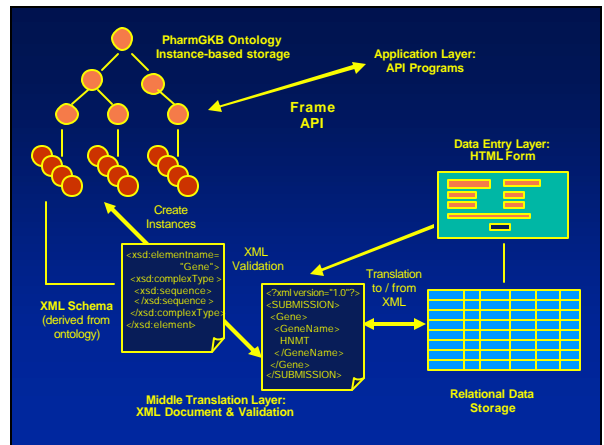 PharmGKB Ontology
Instance-based storage
Application Layer:
API Programs
Frame
API
Data Entry Layer:
HTML Form
Create
Instances
XML
Validation
Translation
to / from
XML
XML Schema
(derived from
ontology)
<xsd:elementname=
"Gene">
<xsd:complexType >
<xsd:sequence>
</xsd:sequence >
</xsd:complexType>
</xsd:element>
<?xml version="1.0"?>
<SUBMISSION>
<Gene>
<GeneName>
HNMT
</GeneName>
</Gene>
</SUBMISSION>
Middle Translation Layer:
XML Document & Validation
Relational Data
Storage